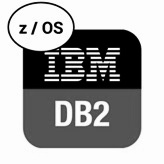 z / OS
IBM
DB2